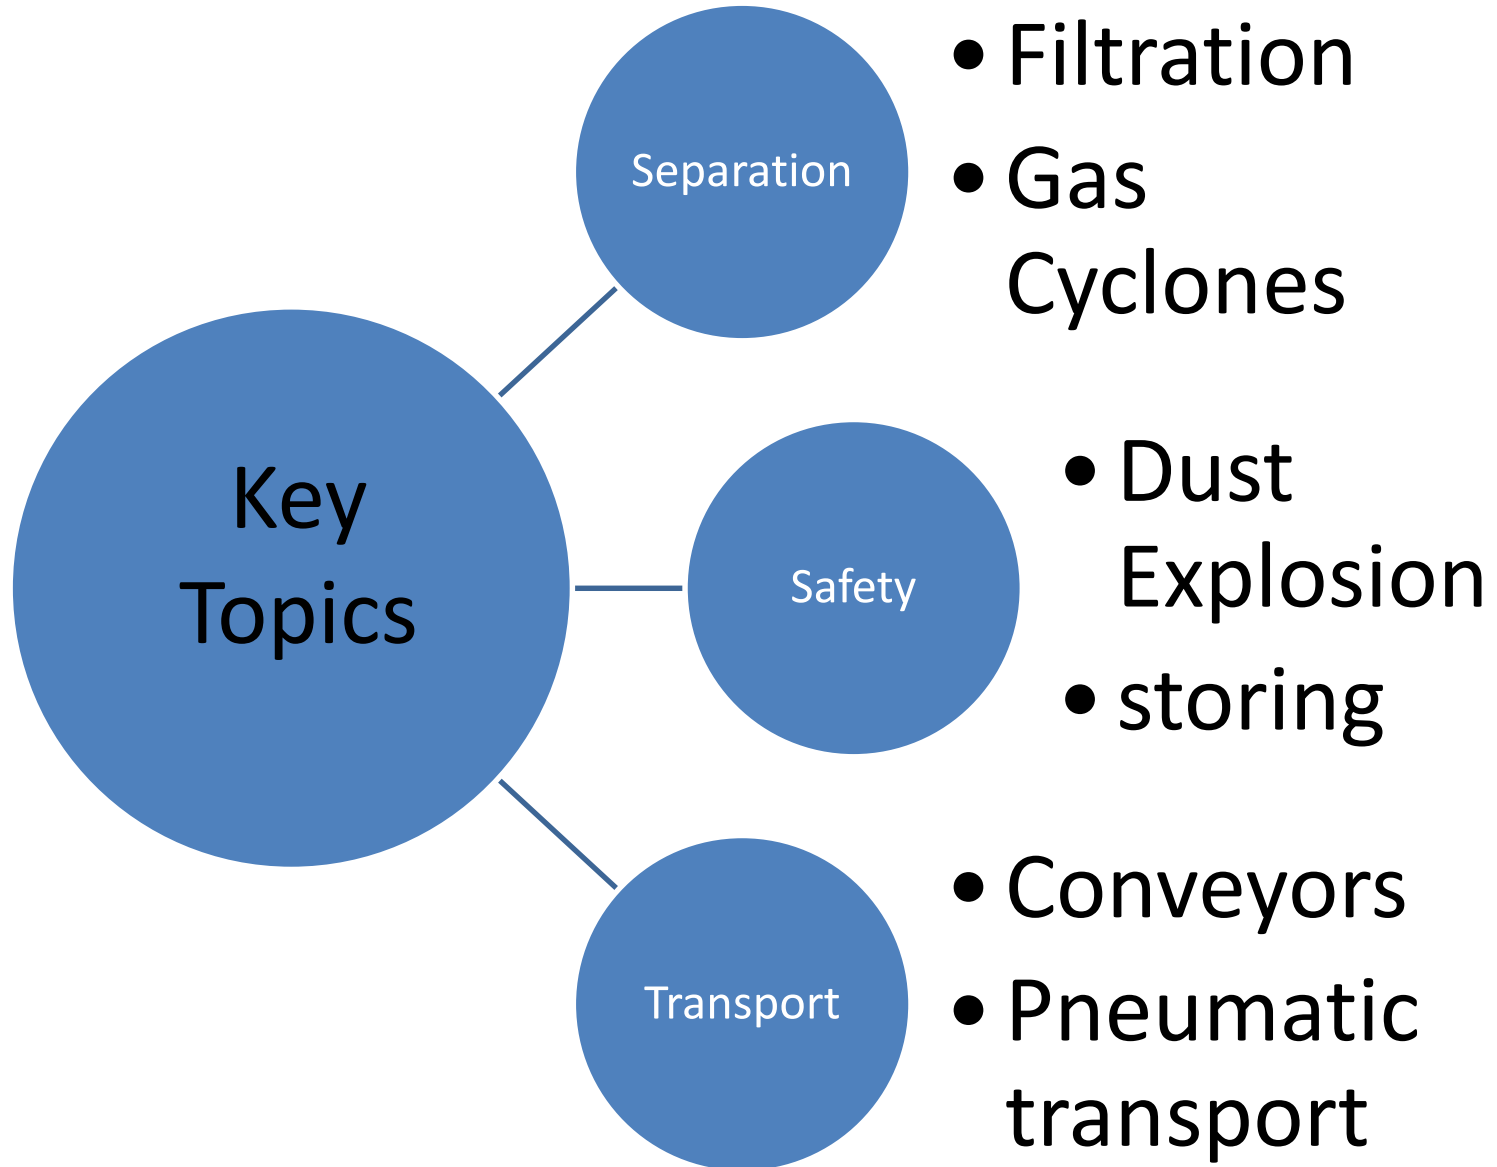 Key
Topics
Separation
• Filtration
• Gas
Cyclones
Safety
• Dust
Explosion
• storing
Transport
• Conveyors
• Pneumatic
transport